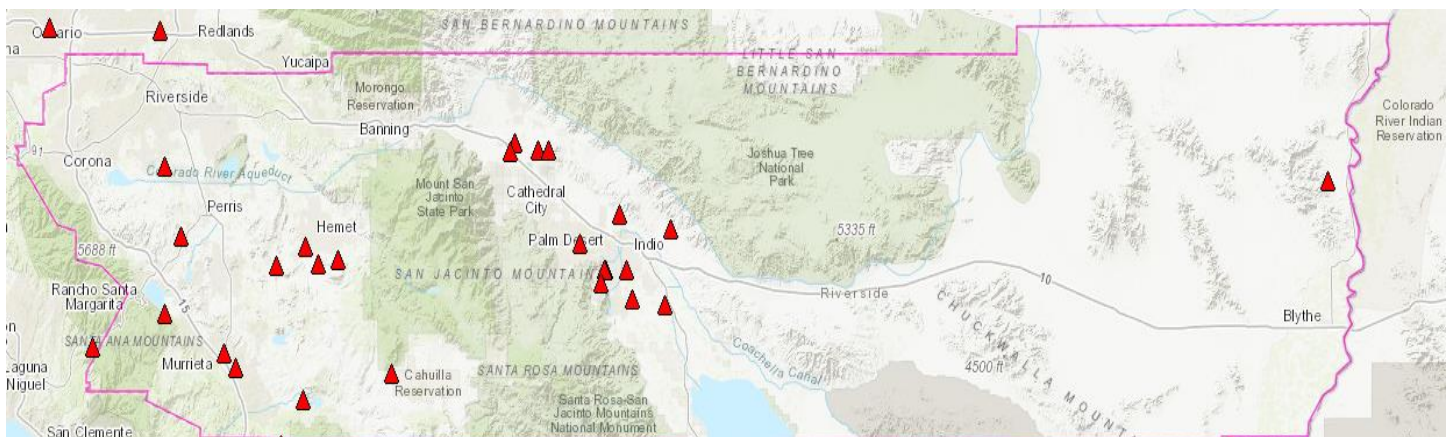 SAN BERNARDINO MOUNTAINS
Redlands
Yucaipa
LITTLE SAN
BERNARDINO
MOUNTAINS
Riverside
Morongo
Reservation
Banning
Colorado
River Indian
Reservation
91
Corona
Colorado River Aqueduct
Joshua Tree
National
Park
Mount San
Jacinto
State Park
Cathedral
City
Perris
Hemet
5688 ft
5335 ft
Palm Desert
Indio
SAN JACINTO MOUNTAINS
10
Rancho Santa
Margarita
15
Riverside
CHUCKWALLA
Blythe
SANTA ANA MOUNTAINS
Murrieta
Coachella Canal
4500 ft
Laguna
Niguel
Cahuilla
Reservation
SANTA ROSA MOUNTAINS
Santa Rosa-San
Jacinto Mountains
National Monument
San Clemente